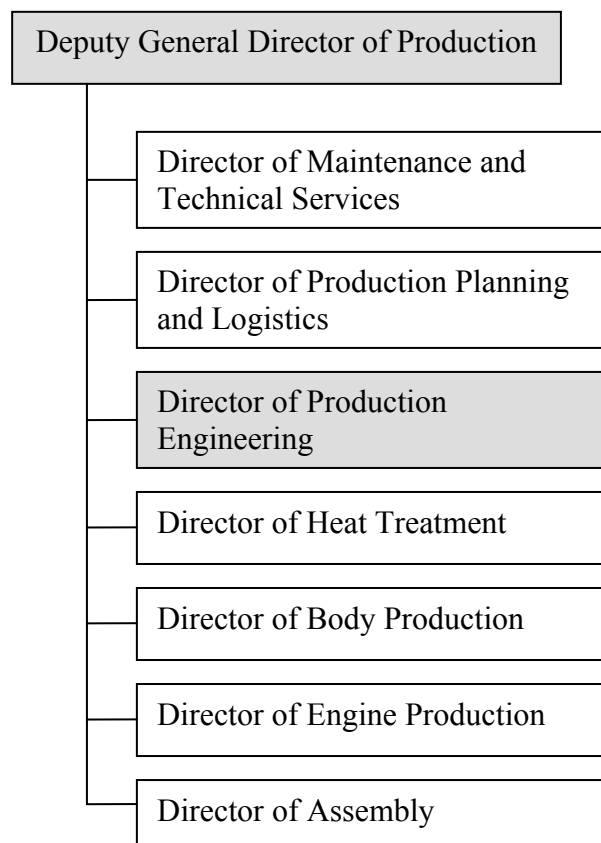 Deputy General Director of Production
Director of Maintenance and
Technical Services
Director of Production Planning
and Logistics
Director of Production
Engineering
Director of Heat Treatment
Director of Body Production
Director of Engine Production
Director of Assembly